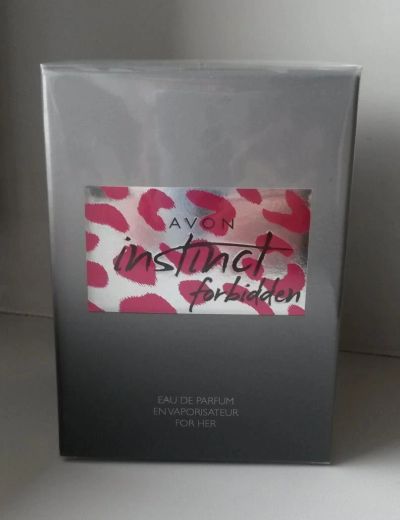 AVON
instinct
forbidden
EAU DE PARFUM
EN VAPORISATEUR
FOR HER